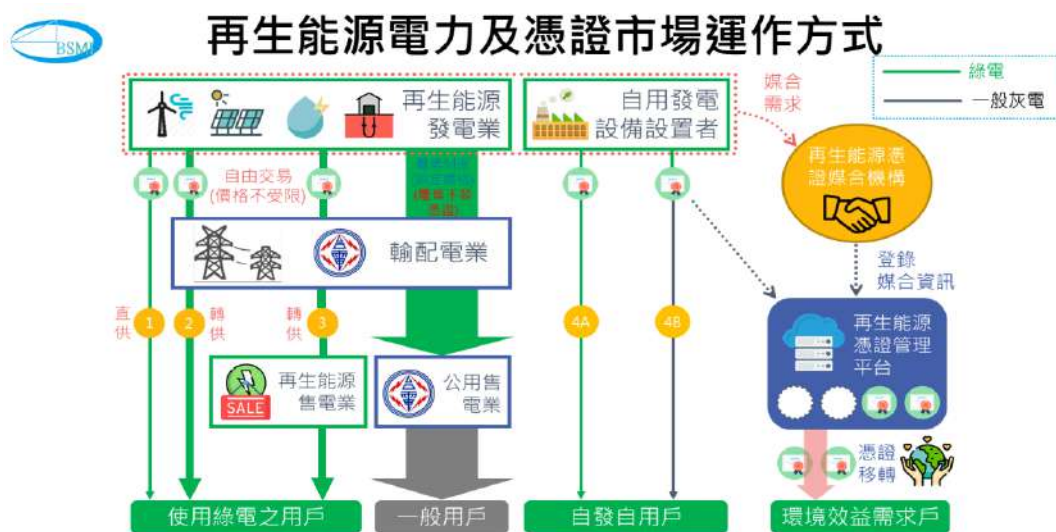 BSMI
再生能源電力及憑證市場運作方式
綠電
一般灰電
再生能源
發電業
自用發電
設備設置者
媒合
需求
再生能源憑
證媒合機構
自由交易
(價格不受限)
輸配電業
登錄
媒合資訊
直
供
1
2
轉
供
轉
供
3
4A
4B
再生能源
憑證管理
平台
SALE
再生能源
售電業
公用售
電業
憑證
移轉
使用綠電之用戶
一般用戶
自發自用戶
環境效益需求戶